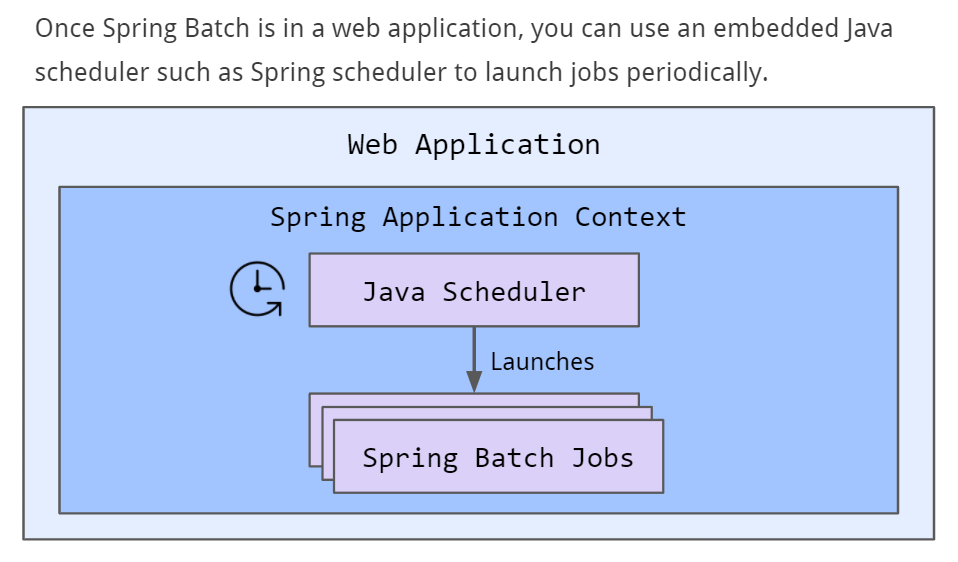 Once Spring Batch is in a web application, you can use an embedded Java
scheduler such as Spring scheduler to launch jobs periodically.
Web Application
Spring Application Context
Java Scheduler
Launches
Spring Batch Jobs